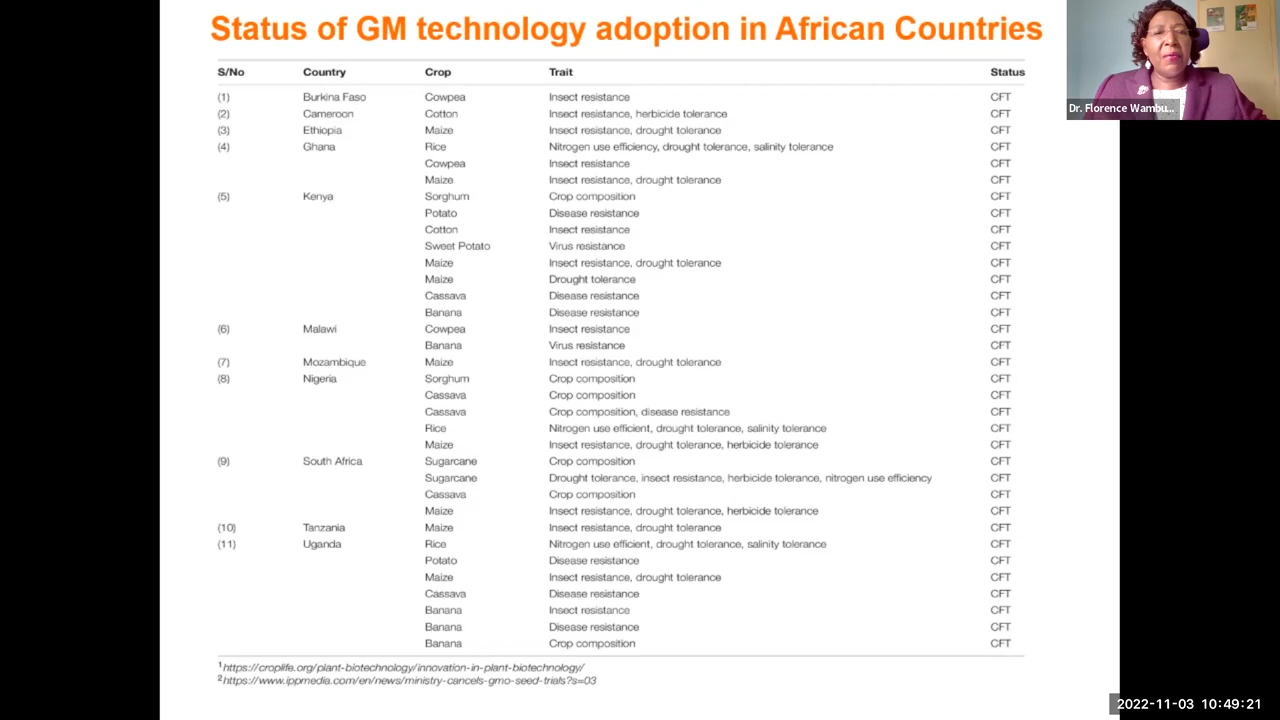 Status of GM technology adoption in African Countries
S/No Country Crop Trait Status
(1) Burkina Faso Cowpea Insect resistance CFT
(2) Cameroon Cotton Insect resistance, herbicide tolerance CFT
(3) Ethiopia Maize Insect resistance, drought tolerance CFT
(4) Ghana Rice Nitrogen use efficiency, drought tolerance, salinity tolerance CFT
Cowpea Insect resistance CFT
Maize Insect resistance, drought tolerance CFT
(5) Kenya Sorghum Crop composition CFT
Potato Disease resistance CFT
Cotton Insect resistance CFT
Sweet Potato Virus resistance CFT
Maize Insect resistance, drought tolerance CFT
Maize Drought tolerance CFT
Cassava Disease resistance CFT
Banana Disease resistance CFT
(6) Malawi Cowpea Insect resistance CFT
Banana Virus resistance CFT
(7) Mozambique Maize Insect resistance, drought tolerance CFT
(8) Nigeria Sorghum Crop composition CFT
Cassava Crop composition CFT
Cassava Crop composition, disease resistance CFT
Rice Nitrogen use efficient, drought tolerance, salinity tolerance CFT
Maize Insect resistance, drought tolerance, herbicide tolerance CFT
(9) South Africa Sugarcane Crop composition CFT
Sugarcane Drought tolerance, insect resistance, herbicide tolerance, nitrogen use efficiency CFT
Cassava Crop composition CFT
Maize Insect resistance, drought tolerance, herbicide tolerance CFT
(10) Tanzania Maize Insect resistance, drought tolerance CFT
(11) Uganda Rice Nitrogen use efficient, drought tolerance, salinity tolerance CFT
Potato Disease resistance CFT
Maize Insect resistance, drought tolerance CFT
Cassava Disease resistance CFT
Banana Insect resistance CFT
Banana Disease resistance CFT
Banana Crop composition CFT
1 https://croplife.org/plant-biotechnology/innovation-in-plant-biotechnology/
2 https://www.ippmedia.com/en/news/ministry-cancels-gmo-seed-trials?s=03
Dr. Florence Wambu...
2022-11-03 10:49:21